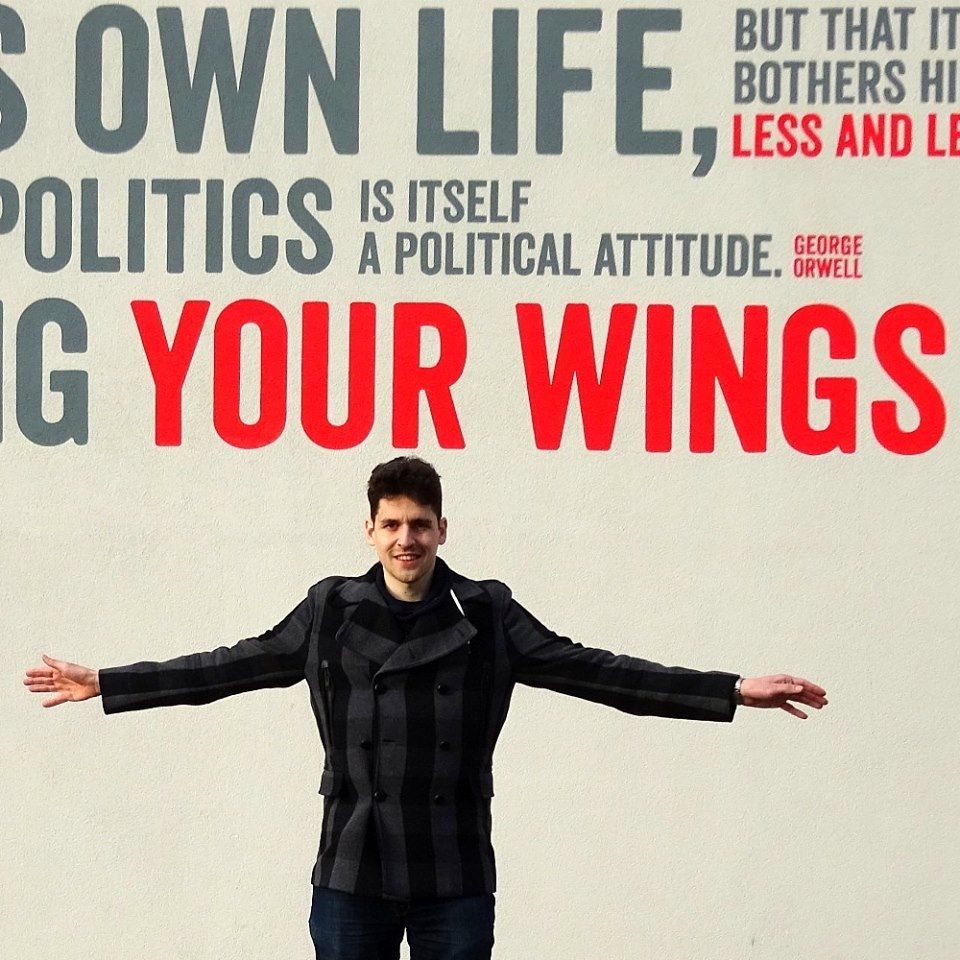 S OWN LIFE,
BUT THAT IT
BOTHERS HI
LESS AND LE
POLITICS
IS ITSELF
A POLITICAL ATTITUDE.
GEORGE
ORWELL
G YOUR WINGS